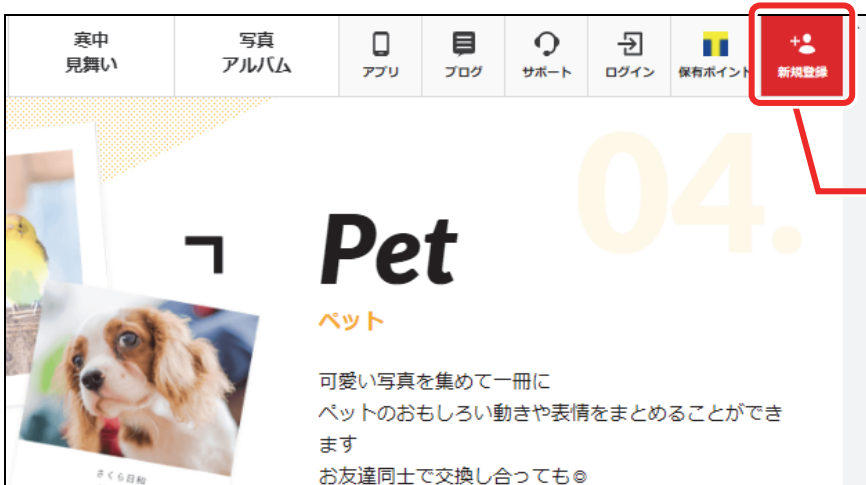 寒中
見舞い
写真
アルバム
アプリ
ブログ
サポート
ログイン
保有ポイント
新規登録
04.
Pet
ペット
可愛い写真を集めて一冊に
ペットのおもしろい動きや表情をまとめることができ
ます
お友達同士で交換し合っても◎
さくら日和